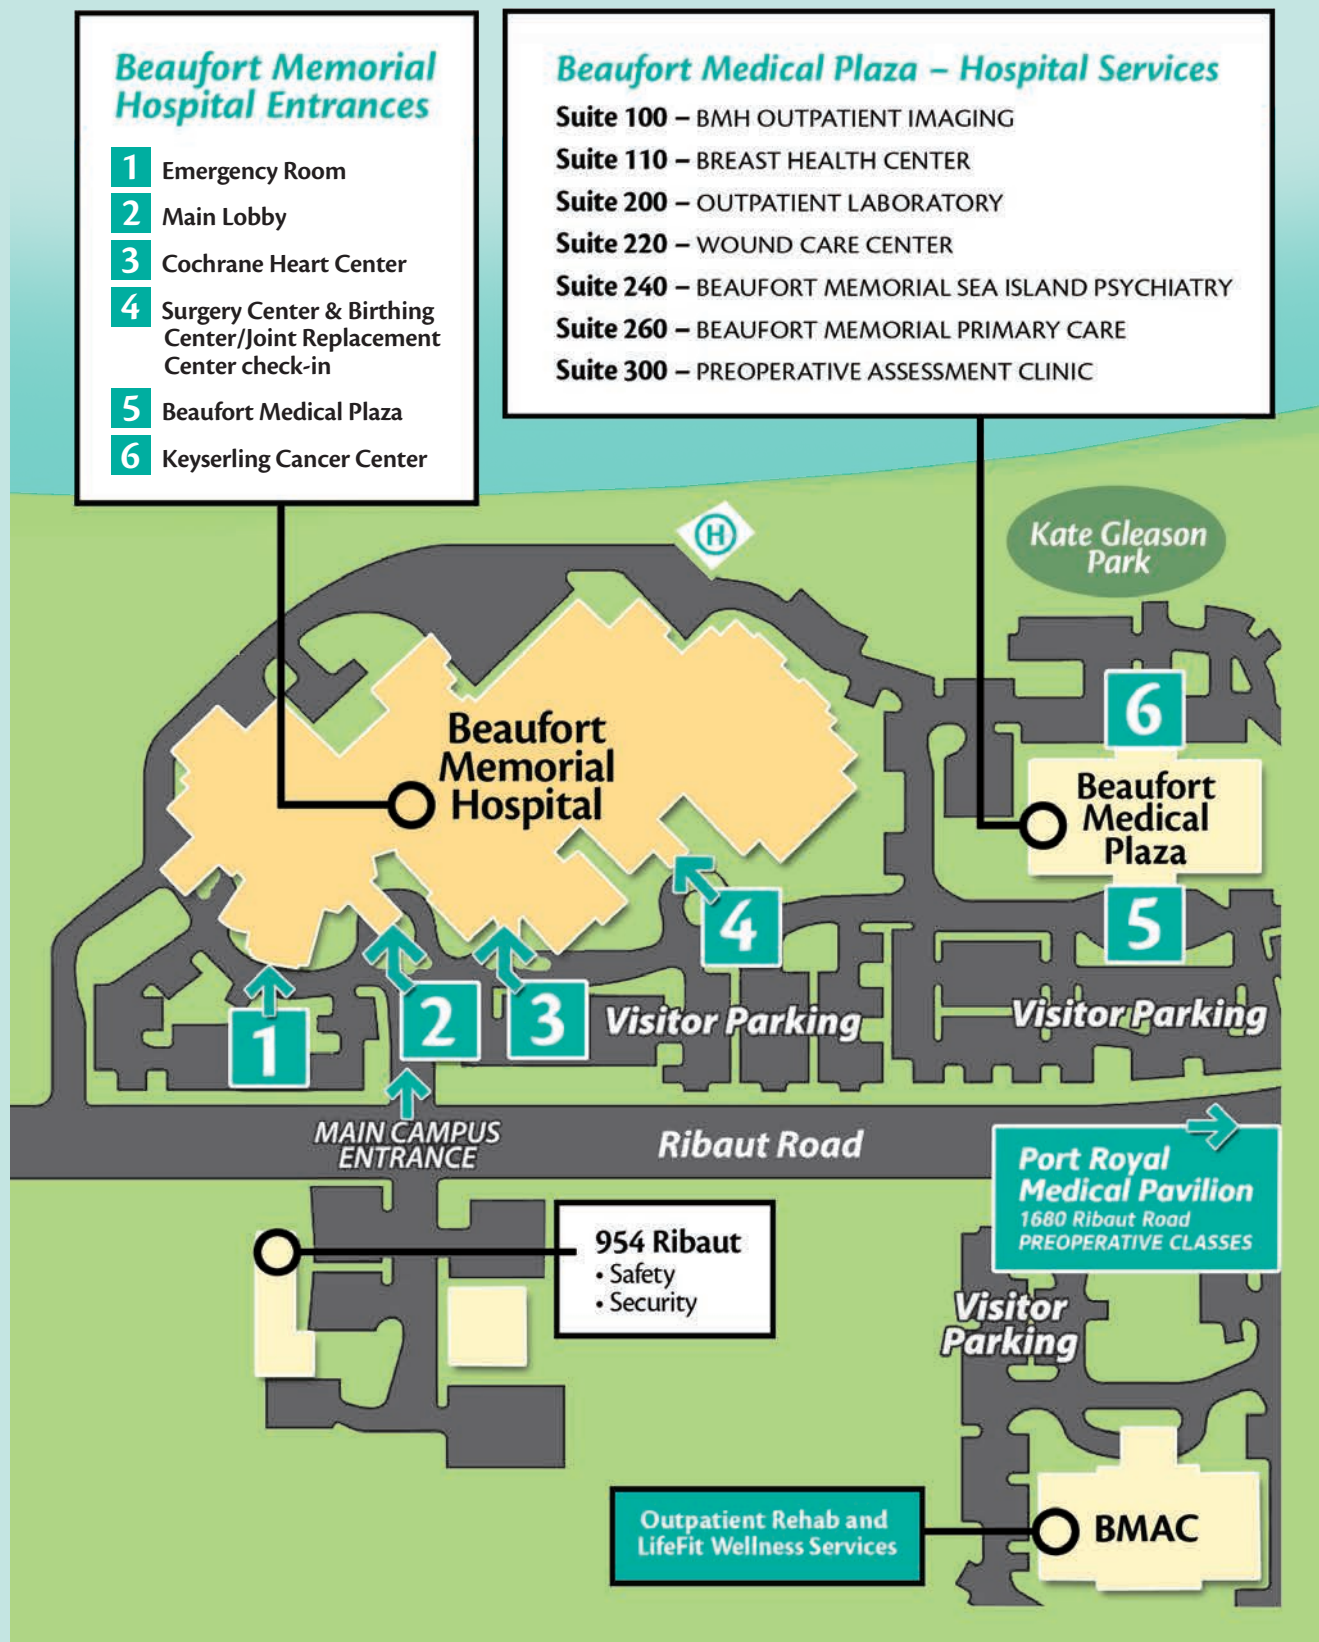 Beaufort Memorial
Hospital Entrances
1 Emergency Room
2 Main Lobby
3 Cochrane Heart Center
4 Surgery Center & Birthing
Center/Joint Replacement
Center check-in
5 Beaufort Medical Plaza
6 Keyserling Cancer Center
Beaufort Medical Plaza – Hospital Services
Suite 100 – BMH OUTPATIENT IMAGING
Suite 110 – BREAST HEALTH CENTER
Suite 200 – OUTPATIENT LABORATORY
Suite 220 – WOUND CARE CENTER
Suite 240 – BEAUFORT MEMORIAL SEA ISLAND PSYCHIATRY
Suite 260 – BEAUFORT MEMORIAL PRIMARY CARE
Suite 300 – PREOPERATIVE ASSESSMENT CLINIC
H
Kate Gleason
Park
6
Beaufort
Memorial
Hospital
Beaufort
Medical
Plaza
4
5
1
2
3
Visitor Parking
Visitor Parking
MAIN CAMPUS
ENTRANCE
Ribaut Road
Port Royal
Medical Pavilion
1680 Ribaut Road
PREOPERATIVE CLASSES
954 Ribaut
• Safety
• Security
Visitor
Parking
Outpatient Rehab and
LifeFit Wellness Services
BMAC